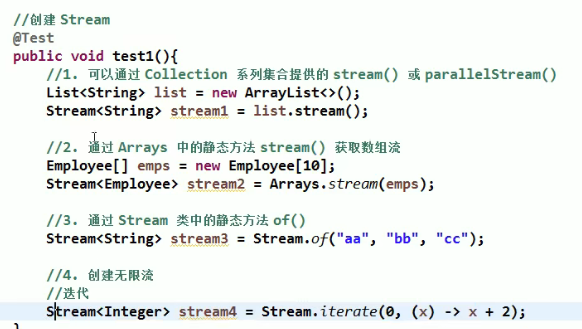 //创建 Stream
@Test
public void test1(){
//1. 可以通过 Collection 系列集合提供的 stream() 或 parallelStream()
List<String> list = new ArrayList<>();
Stream<String> stream1 = list.stream();
//2. 通过 Arrays 中的静态方法 stream() 获取数组流
Employee[] emps = new Employee[10];
Stream<Employee> stream2 = Arrays.stream(emps);
//3. 通过 Stream 类中的静态方法 of()
Stream<String> stream3 = Stream.of("aa", "bb", "cc");
//4. 创建无限流
//迭代
Stream<Integer> stream4 = Stream.iterate(0, (x) -> x + 2);
}